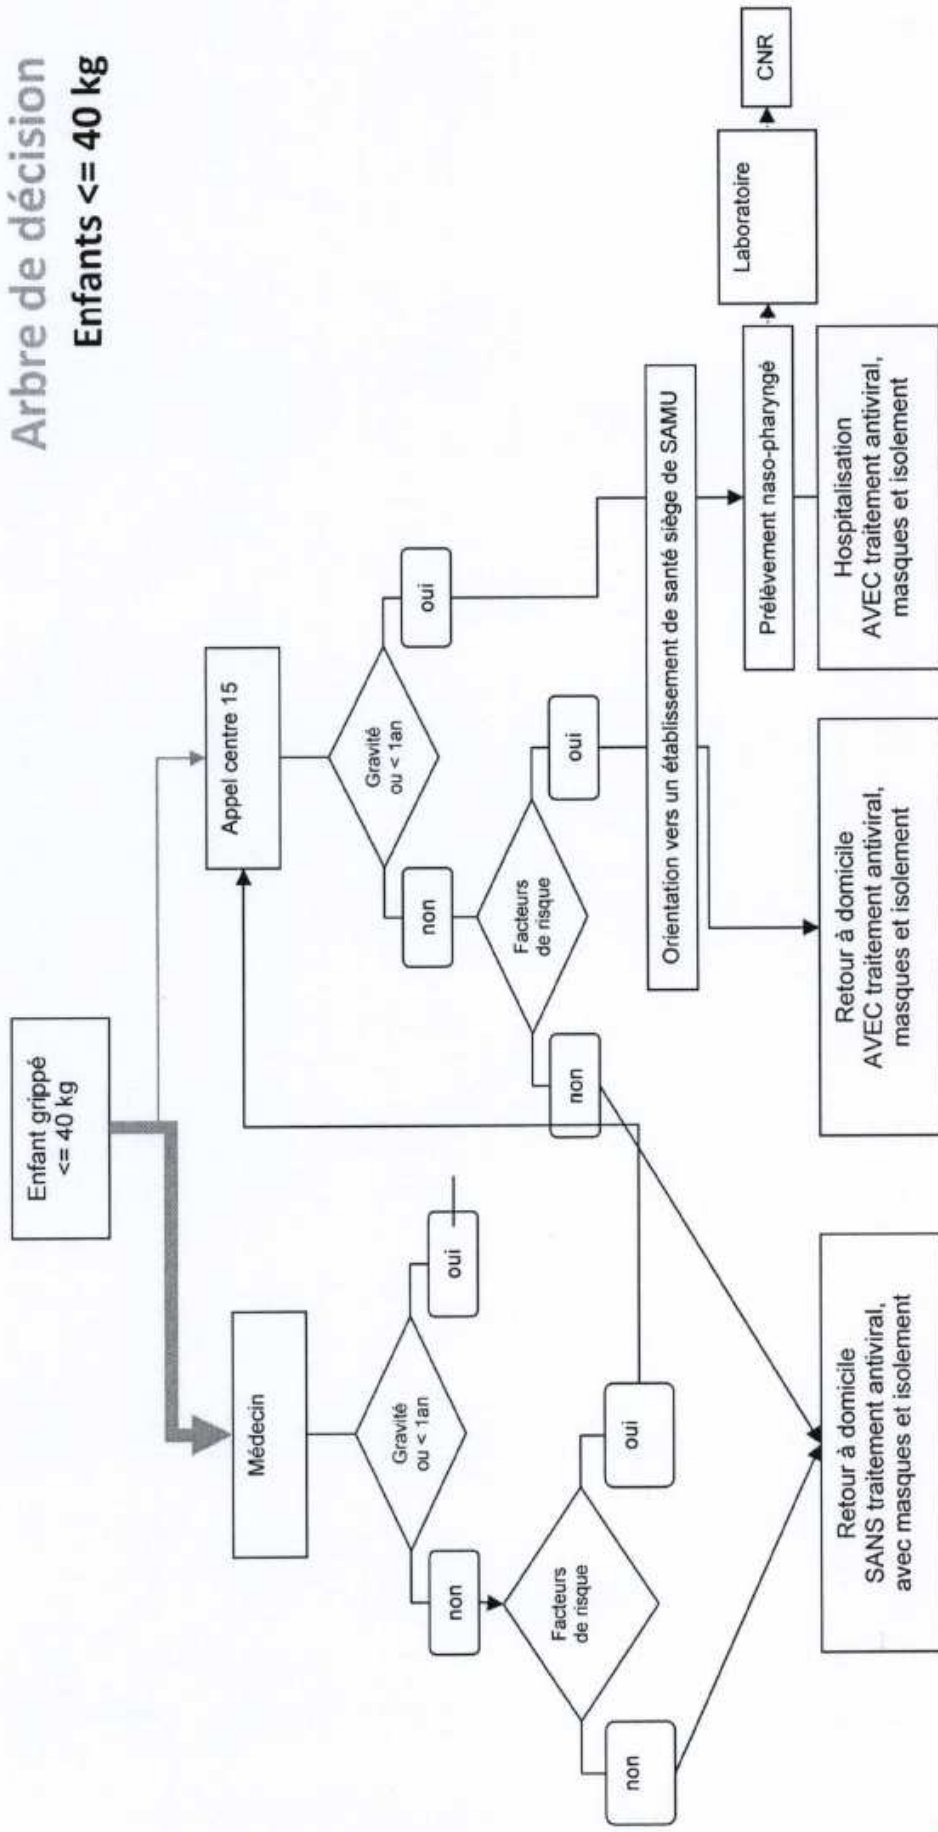 Arbre de décision
Enfants <= 40 kg
Enfant grippé
<= 40 kg
Médecin
Appel centre 15
Gravité
ou < 1an
non
oui
Gravité
ou < 1an
non
oui
Facteurs
de risque
non
oui
Facteurs
de risque
non
oui
Orientation vers un établissement de santé siège de SAMU
Prélèvement naso-pharyngé
Laboratoire
CNR
Retour à domicile
SANS traitement antiviral,
avec masques et isolement
Retour à domicile
AVEC traitement antiviral,
masques et isolement
Hospitalisation
AVEC traitement antiviral,
masques et isolement